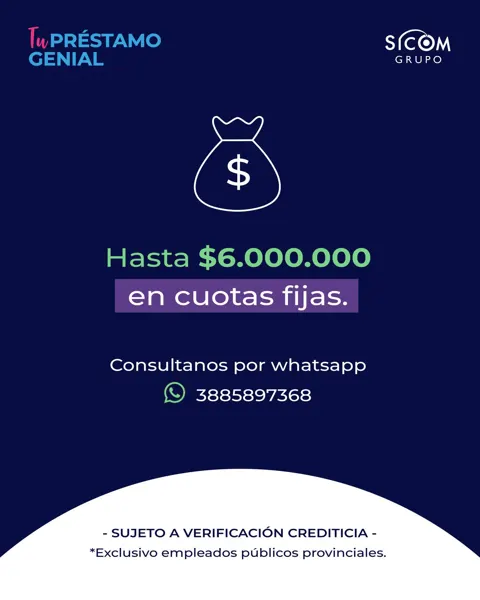 Tu PRÉSTAMO
GENIAL
SICOM
GRUPO
$
Hasta $6.000.000
en cuotas fijas.
Consultanos por whatsapp
3885897368
- SUJETO A VERIFICACIÓN CREDITICIA -
*Exclusivo empleados públicos provinciales.